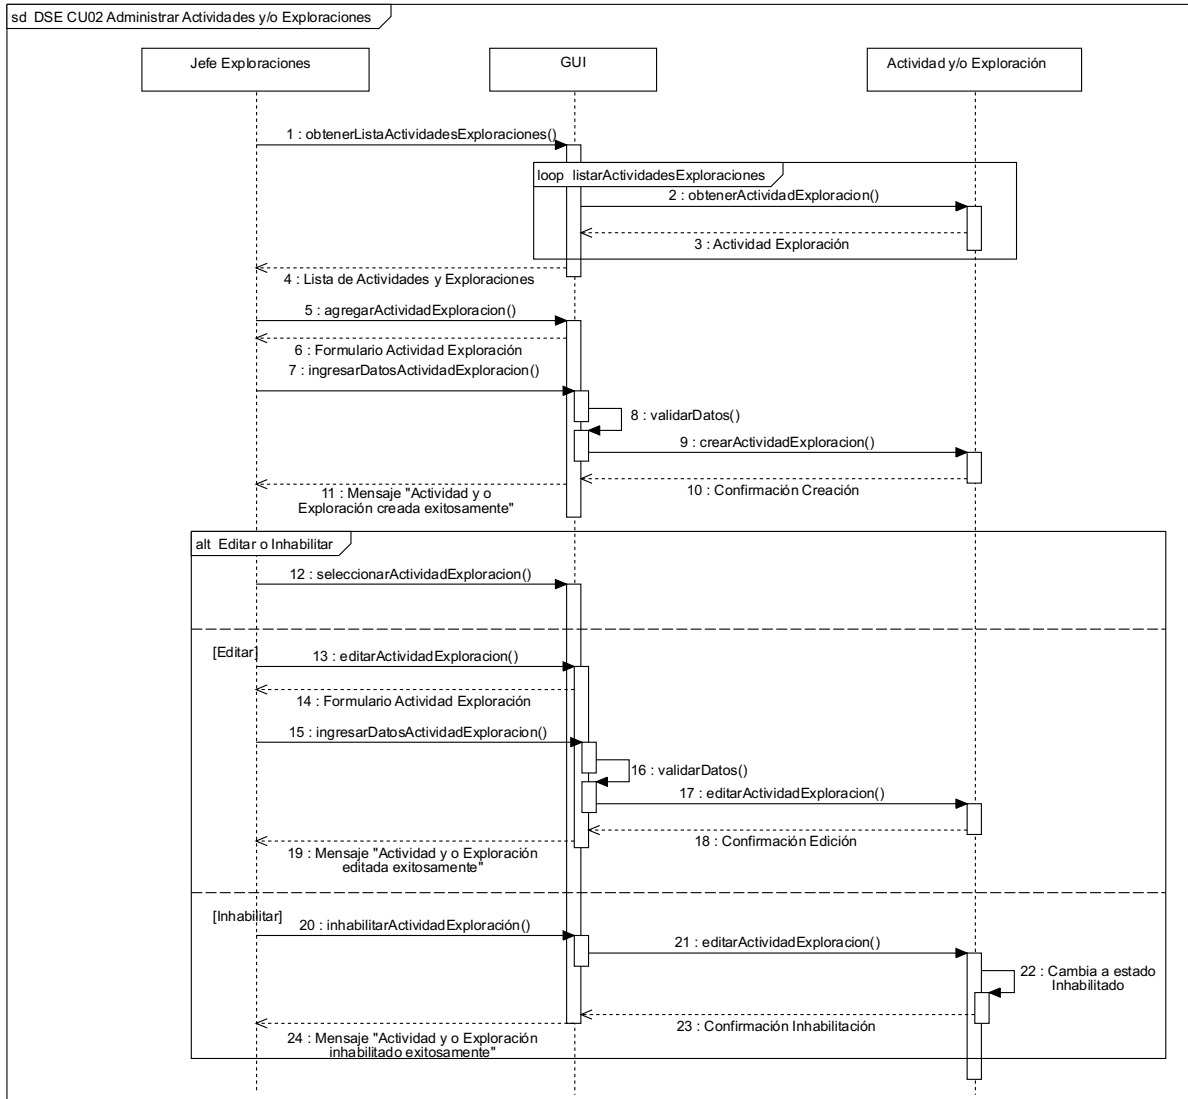 sd DSE CU02 Administrar Actividades y/o Exploraciones
Jefe Exploraciones
GUI
Actividad y/o Exploración
1 : obtenerListaActividadesExploraciones()
loop listarActividadesExploraciones
2 : obtenerActividadExploracion()
3 : Actividad Exploración
4 : Lista de Actividades y Exploraciones
5 : agregarActividadExploracion()
6 : Formulario Actividad Exploración
7 : ingresarDatosActividadExploracion()
8 : validarDatos()
9 : crearActividadExploracion()
10 : Confirmación Creación
11 : Mensaje "Actividad y o
Exploración creada exitosamente"
alt Editar o Inhabilitar
12 : seleccionarActividadExploracion()
[Editar]
13 : editarActividadExploracion()
14 : Formulario Actividad Exploración
15 : ingresarDatosActividadExploracion()
16 : validarDatos()
17 : editarActividadExploracion()
18 : Confirmación Edición
19 : Mensaje "Actividad y o Exploración
editada exitosamente"
[Inhabilitar]
20 : inhabilitarActividadExploración()
21 : editarActividadExploracion()
22 : Cambia a estado
Inhabilitado
23 : Confirmación Inhabilitación
24 : Mensaje "Actividad y o Exploración
inhabilitado exitosamente"